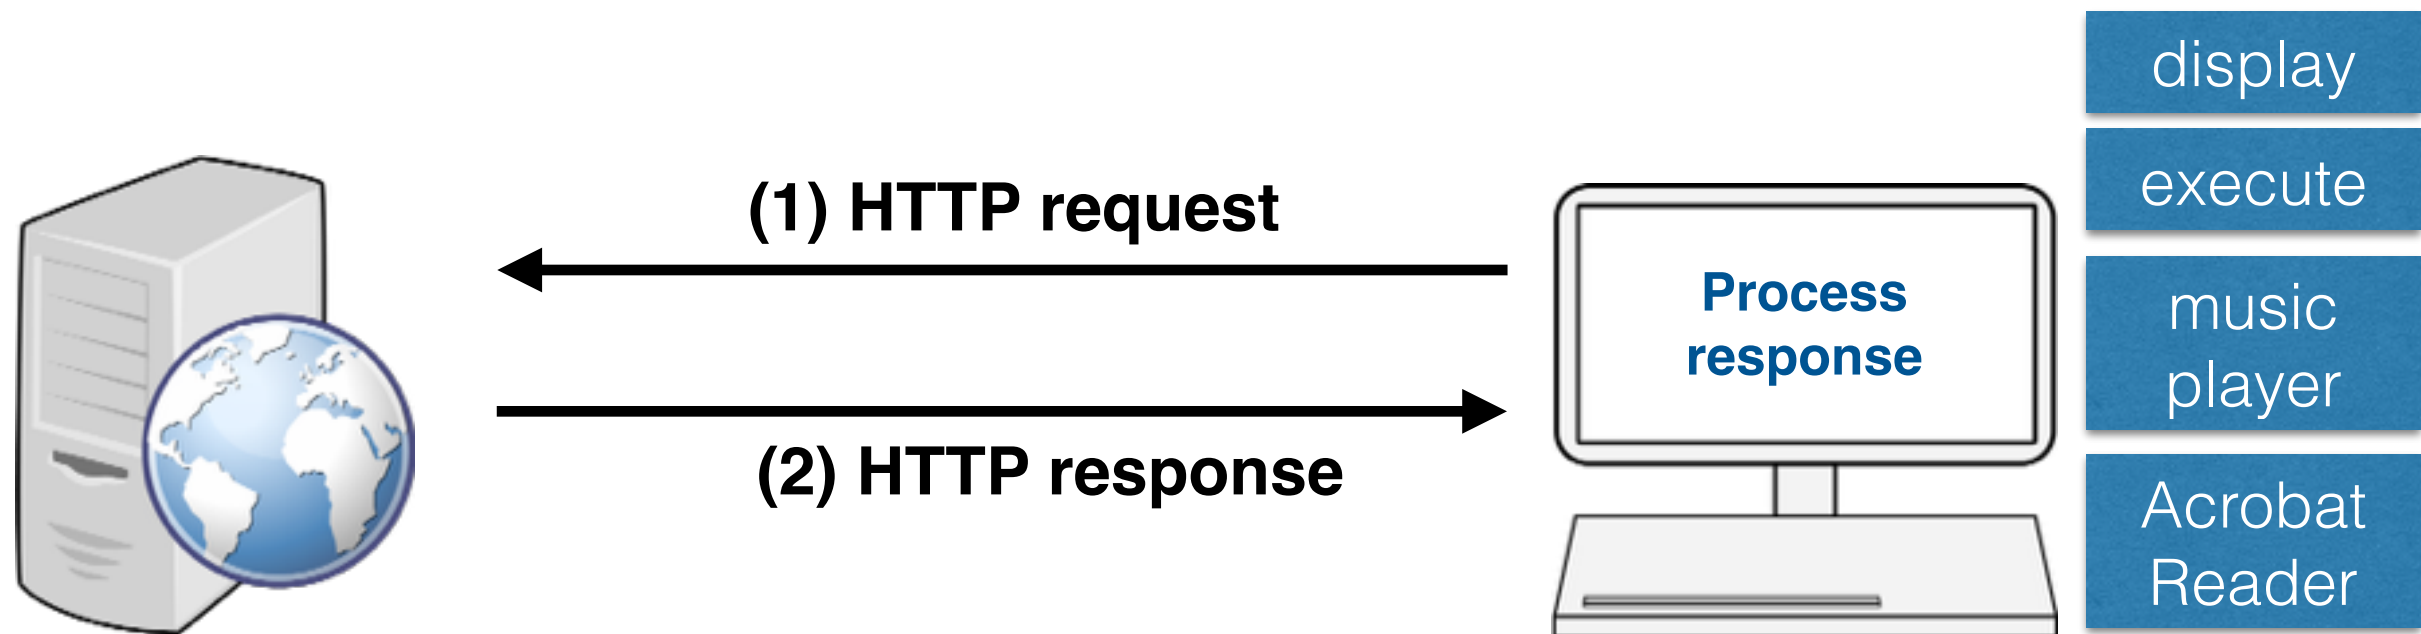 display
execute
(1) HTTP request
Process
response
music
player
(2) HTTP response
Acrobat
Reader